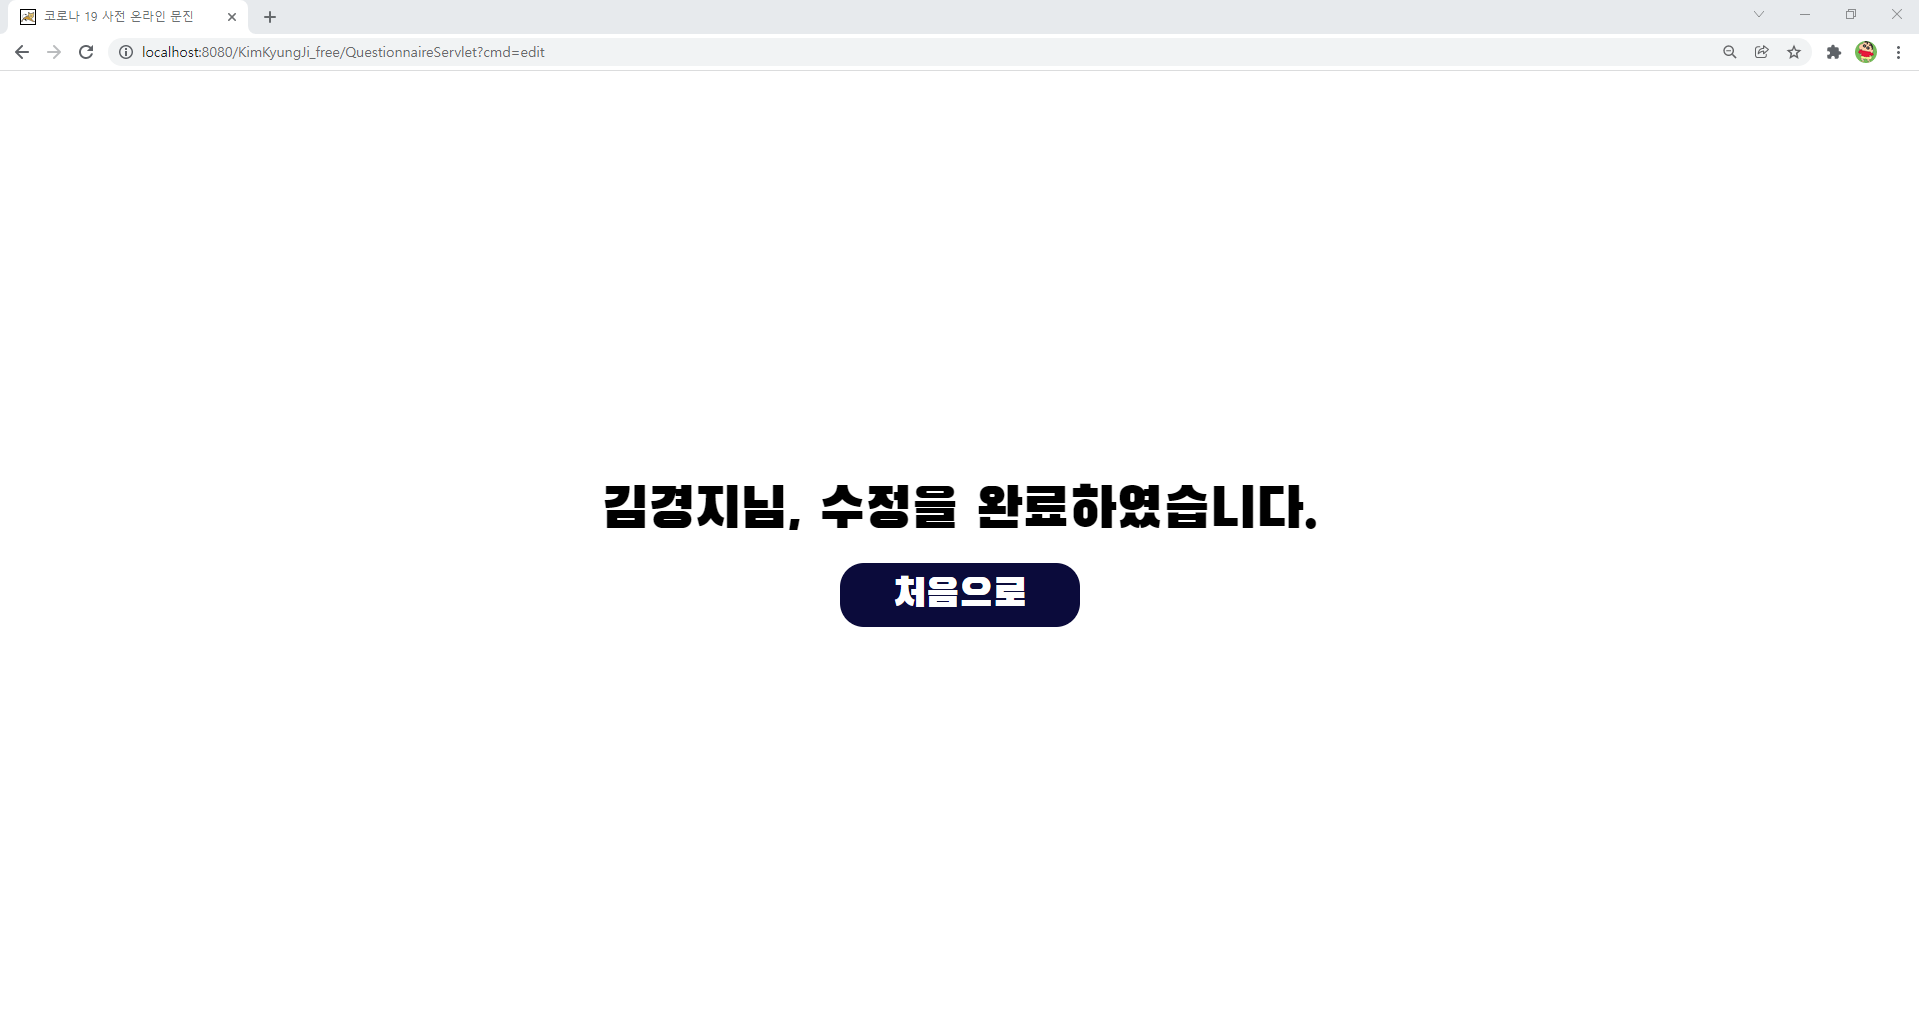 코로나 19 사전 온라인 문진
localhost:8080/KimKyungJi_free/QuestionnaireServlet?cmd=edit
김경지님, 수정을 완료하였습니다.
처음으로